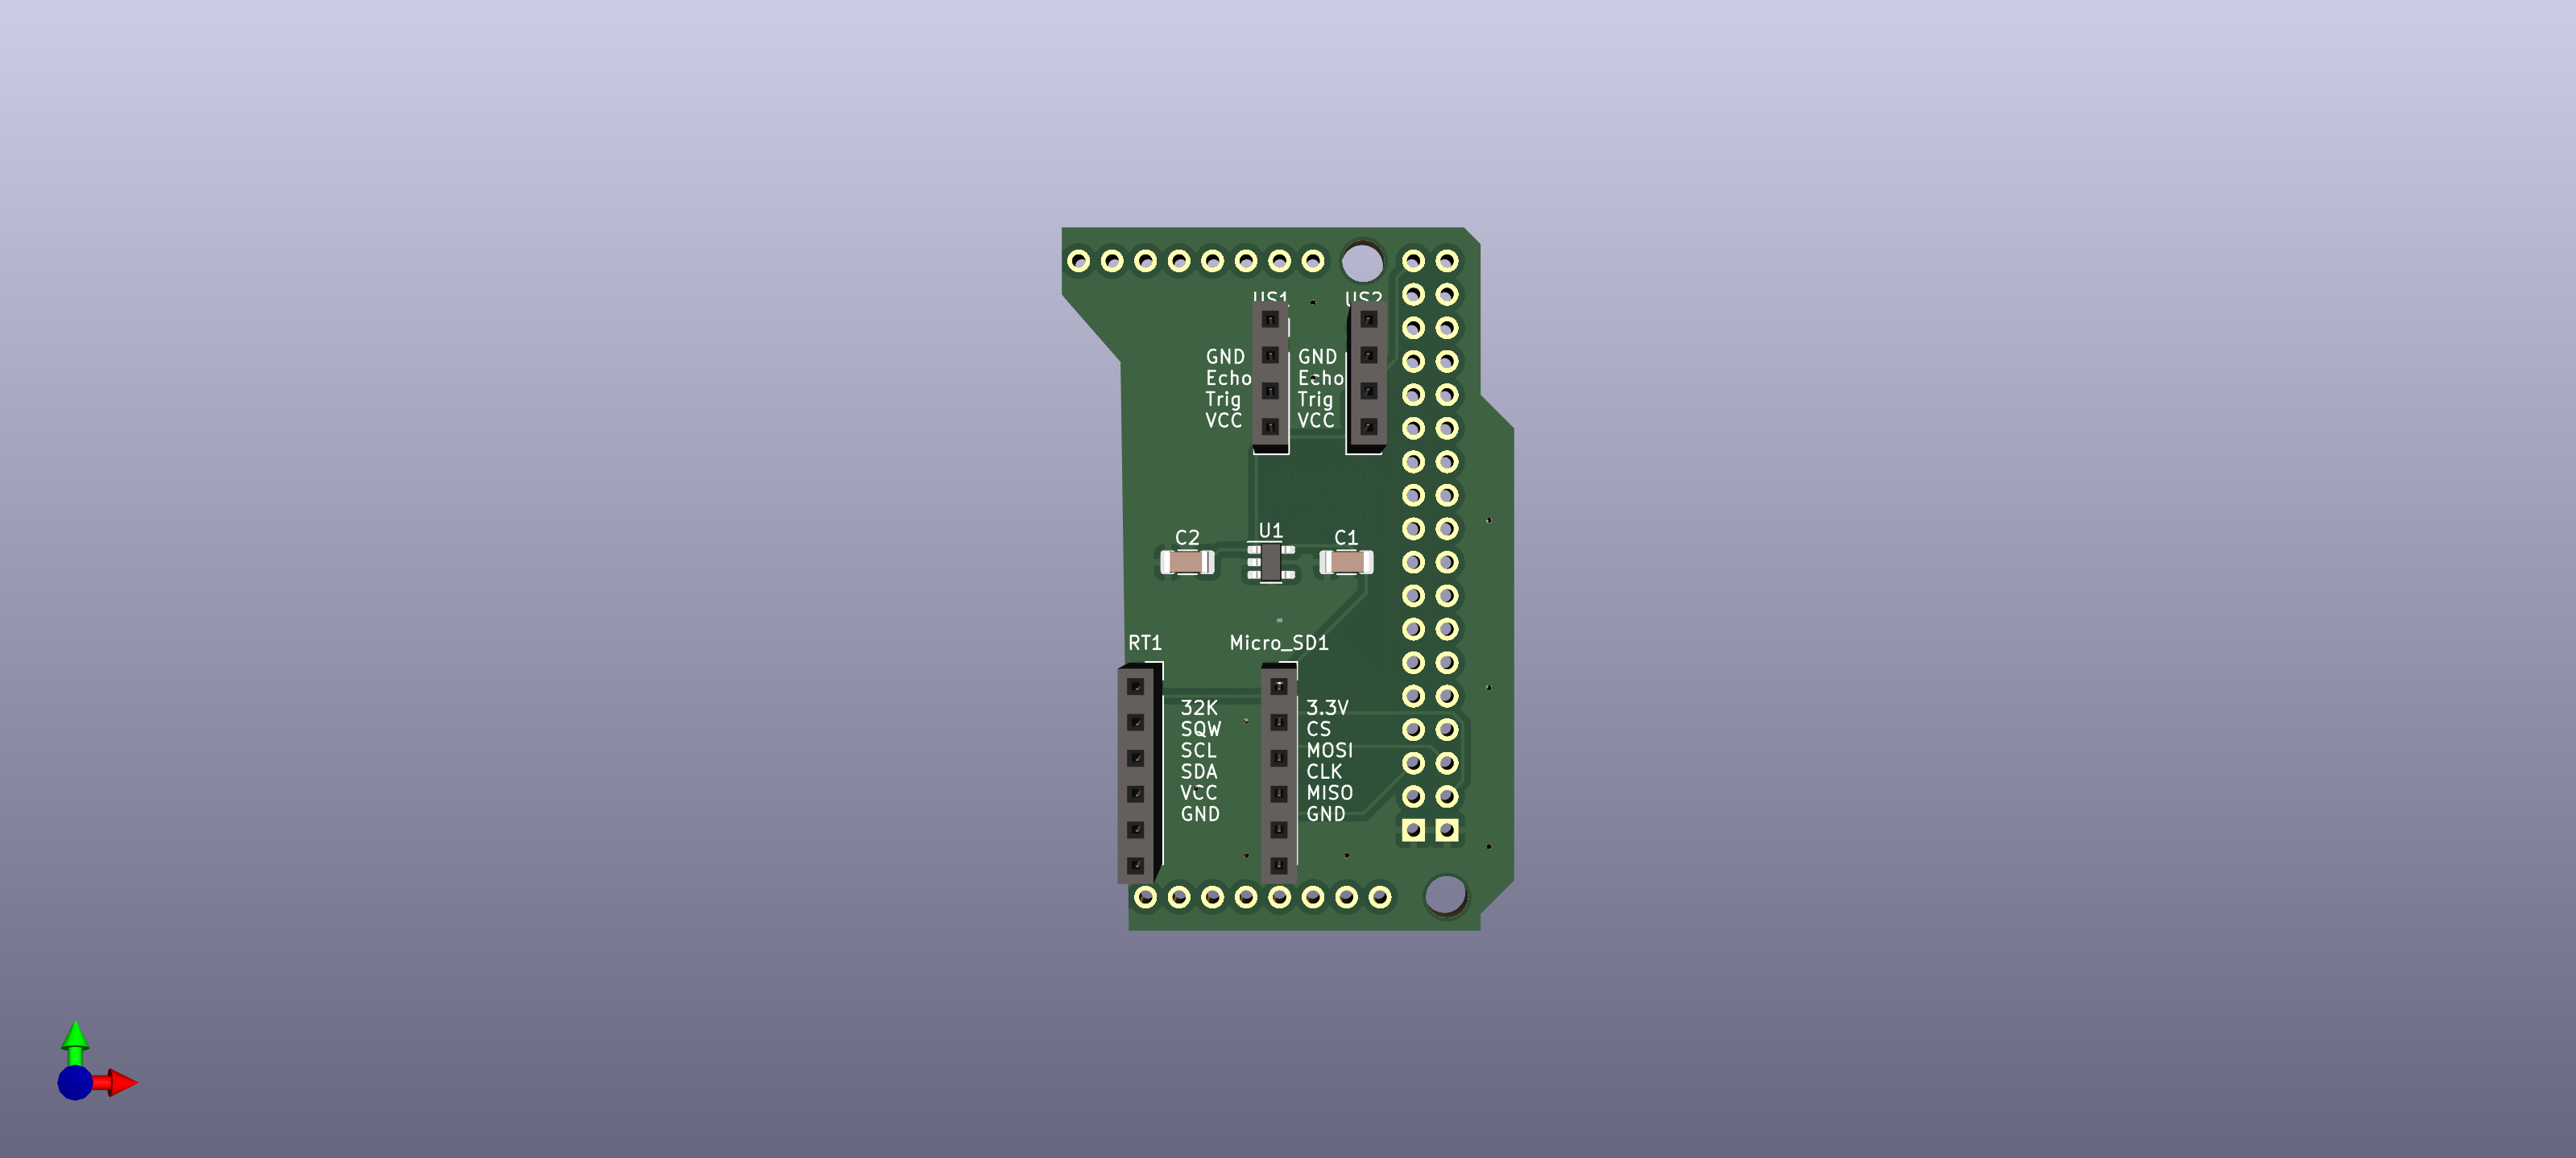 US1
US2
GND
Echo
Trig
VCC
GND
Echo
Trig
VCC
C2
U1
C1
RT1
Micro_SD1
32K
SQW
SCL
SDA
VCC
GND
3.3V
CS
MOSI
CLK
MISO
GND